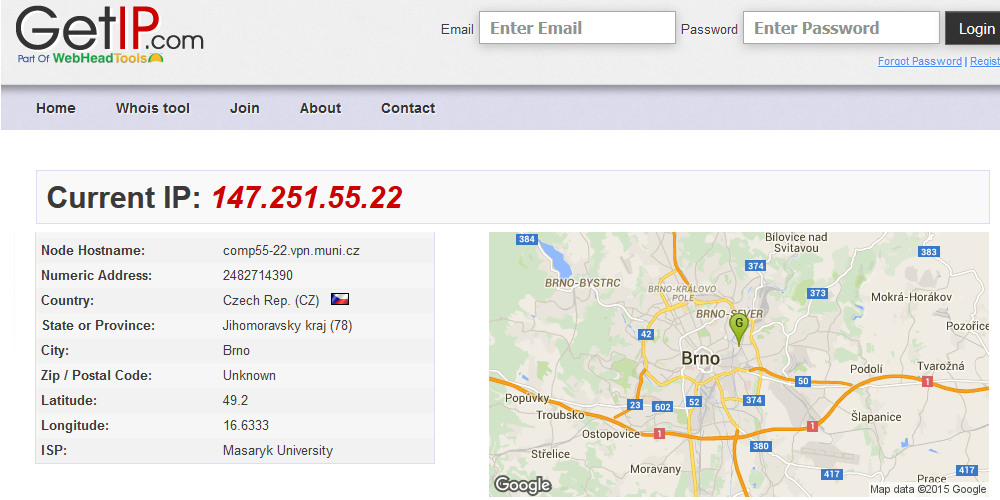 GetIP.com
Part Of WebHeadTools
Email
Enter Email
Password
Enter Password
Login
Forgot Password | Regist
Home
Whois tool
Join
About
Contact
Current IP: 147.251.55.22
Node Hostname: comp55-22.vpn.muni.cz
Numeric Address: 2482714390
Country: Czech Rep. (CZ)
State or Province: Jihomoravsky kraj (78)
City: Brno
Zip / Postal Code: Unknown
Latitude: 49.2
Longitude: 16.6333
ISP: Masaryk University
384
Bílovice nad
Svitavou
383
374
BRNO-BYSTRC
BRNO-KRÁLOVO
POLE
373
Mokrá-Horákov
BRNO-SEVER
G
Pozořice
42
Brno
Podolí
Tvarožná
50
1
Popůvky
23
602
52
374
Troubsko
Šlapanice
Ostopovice
1
1
380
Střelice
Moravany
417
417
Google
Map data ©2015 Google